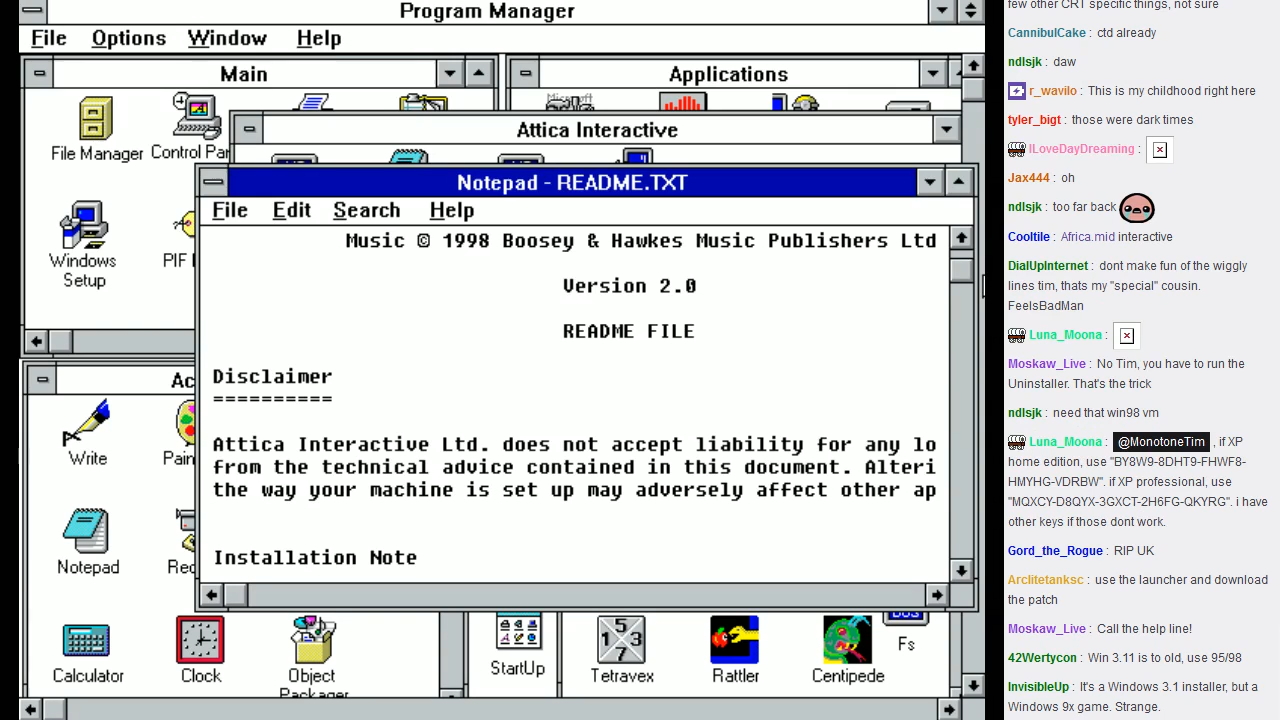 Program Manager
File Options Window Help
Main
Applications
File Manager
Control Pan
Attica Interactive
Windows
Setup
PIF
Notepad - README.TXT
File Edit Search Help
Music © 1998 Boosey & Hawkes Music Publishers Ltd
Version 2.0
README FILE
Disclaimer
==========
Attica Interactive Ltd. does not accept liability for any lo
from the technical advice contained in this document. Alteri
the way your machine is set up may adversely affect other ap
Installation Note
Ac
Write
Pain
Notepad
Rec
Calculator
Clock
Object
Packager
StartUp
Tetravex
Rattler
Centipede
Fs
few other CRT specific things, not sure
CannibulCake : ctd already
ndlsjk : daw
r_wavilo : This is my childhood right here
tyler_bigt : those were dark times
ILoveDayDreaming :
Jax444 : oh
ndlsjk : too far back
Cooltile : Africa.mid interactive
DialUpInternet : dont make fun of the wiggly
lines tim, thats my "special" cousin.
FeelsBadMan
Luna_Moona :
Moskaw_Live : No Tim, you have to run the
Uninstaller. That's the trick
ndlsjk : need that win98 vm
Luna_Moona : @MonotoneTim , if XP
home edition, use "BY8W9-8DHT9-FHWF8-
HMYHG-VDRBW". if XP professional, use
"MQXCY-D8QYX-3GXCT-2H6FG-QKYRG". i have
other keys if those dont work.
Gord_the_Rogue : RIP UK
Arclitetanksc : use the launcher and download
the patch
Moskaw_Live : Call the help line!
42Wertycon : Win 3.11 is to old, use 95/98
InvisibleUp : It's a Windows 3.1 installer, but a
Windows 9x game. Strange.